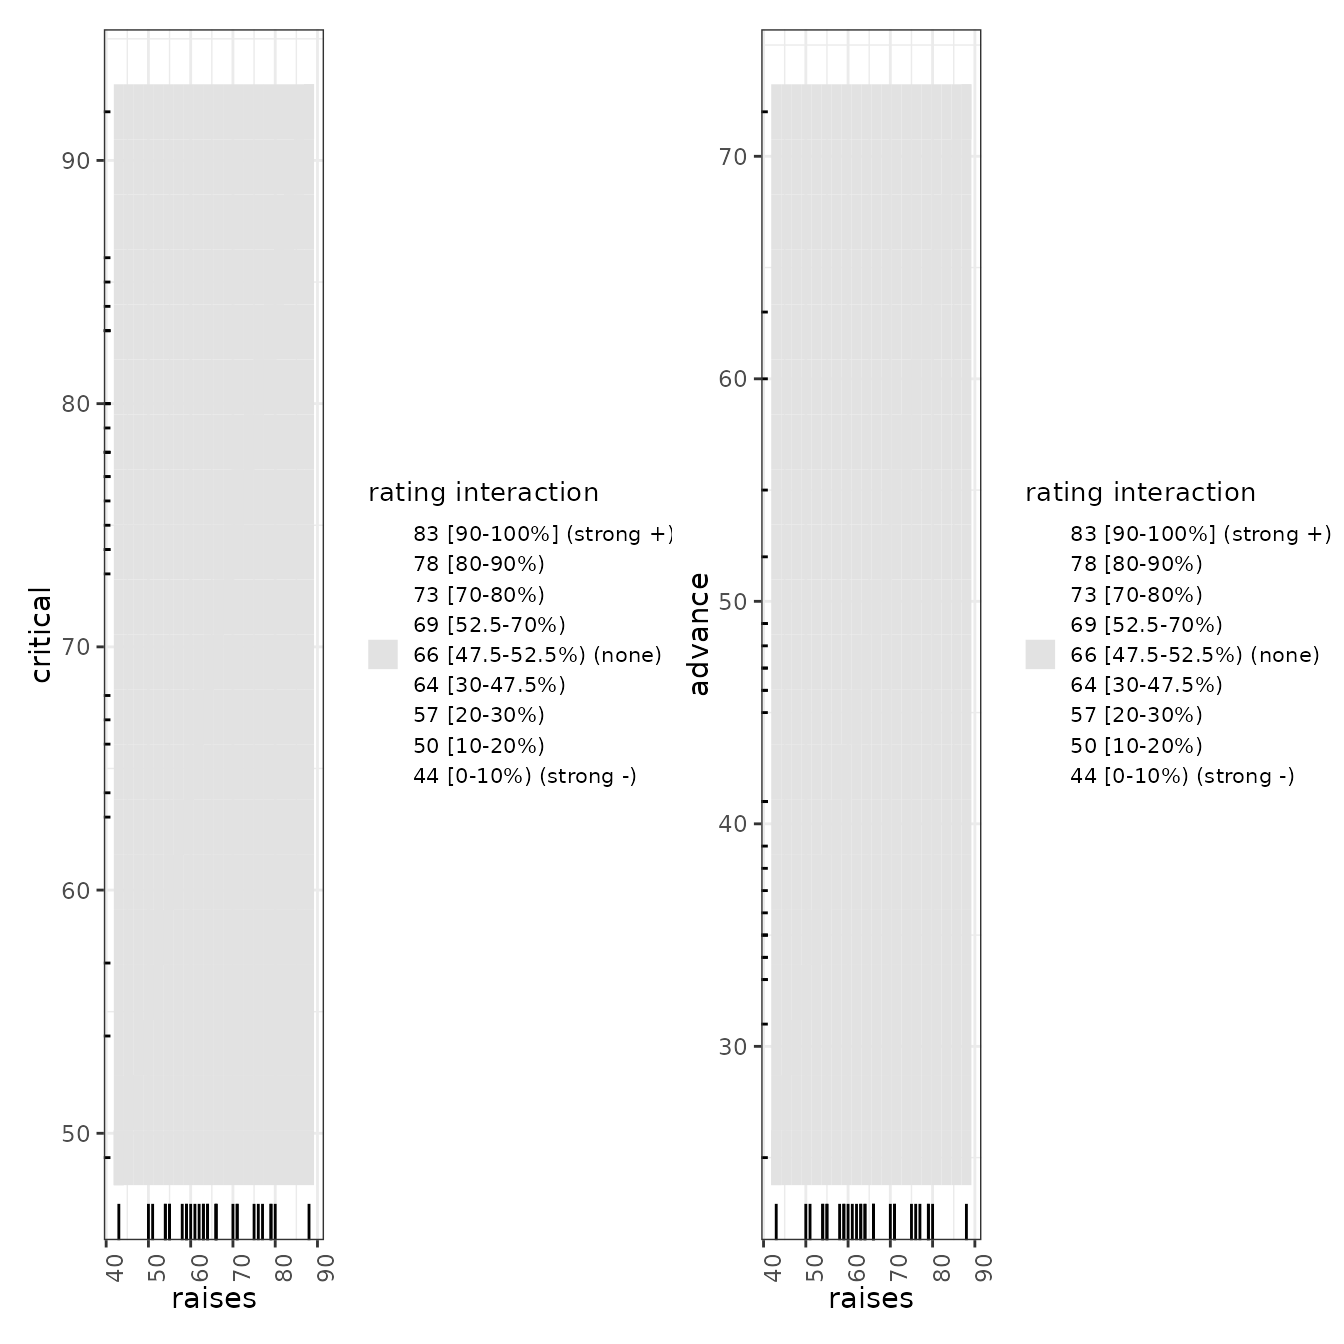 critical
90
80
70
60
50
40
50
60
70
80
90
raises
rating interaction
83 [90-100%] (strong +)
78 [80-90%)
73 [70-80%)
69 [52.5-70%)
66 [47.5-52.5%) (none)
64 [30-47.5%)
57 [20-30%)
50 [10-20%)
44 [0-10%) (strong -)
advance
70
60
50
40
30
40
50
60
70
80
90
raises
rating interaction
83 [90-100%] (strong +)
78 [80-90%)
73 [70-80%)
69 [52.5-70%)
66 [47.5-52.5%) (none)
64 [30-47.5%)
57 [20-30%)
50 [10-20%)
44 [0-10%) (strong -)